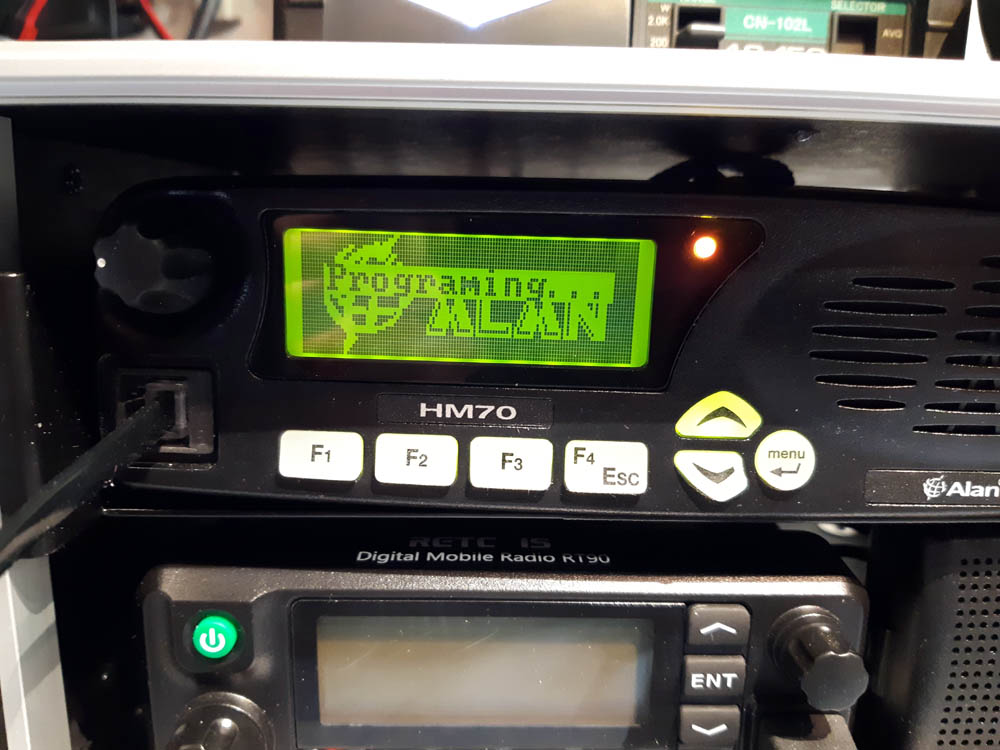 W
2.0K
200
CN-102L
SELECTOR
AVG
Programing...
ALAN
HM70
F1
F2
F3
F4
Esc
menu
Alan
Digital Mobile Radio RT90
ENT